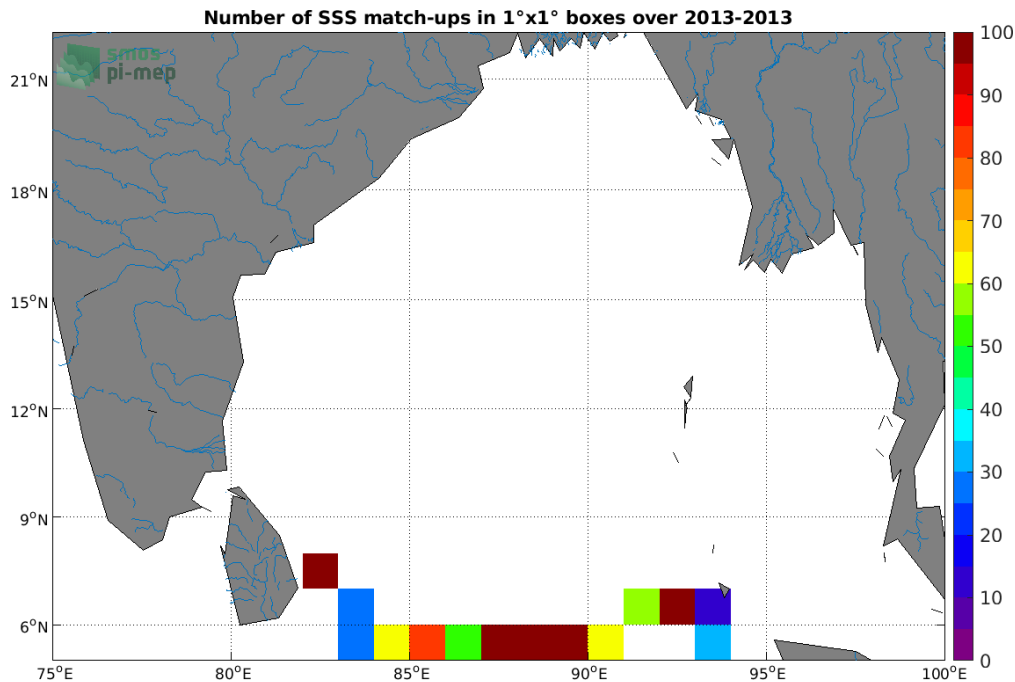 Number of SSS match-ups in 1°x1° boxes over 2013-2013
smos
pi-mep
21°N
18°N
15°N
12°N
9°N
6°N
75°E
80°E
85°E
90°E
95°E
100°E
100
90
80
70
60
50
40
30
20
10
0